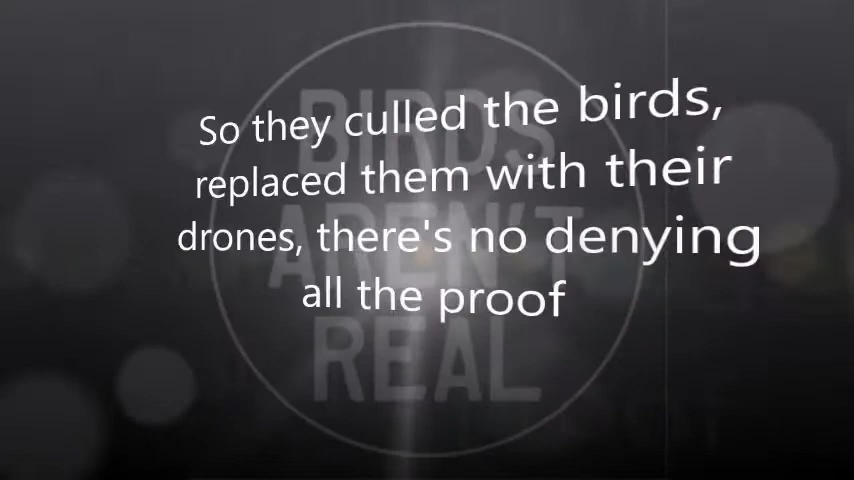 So they culled the birds,
replaced them with their
drones, there's no denying
all the proof
BIRDS
AREN'T
REAL